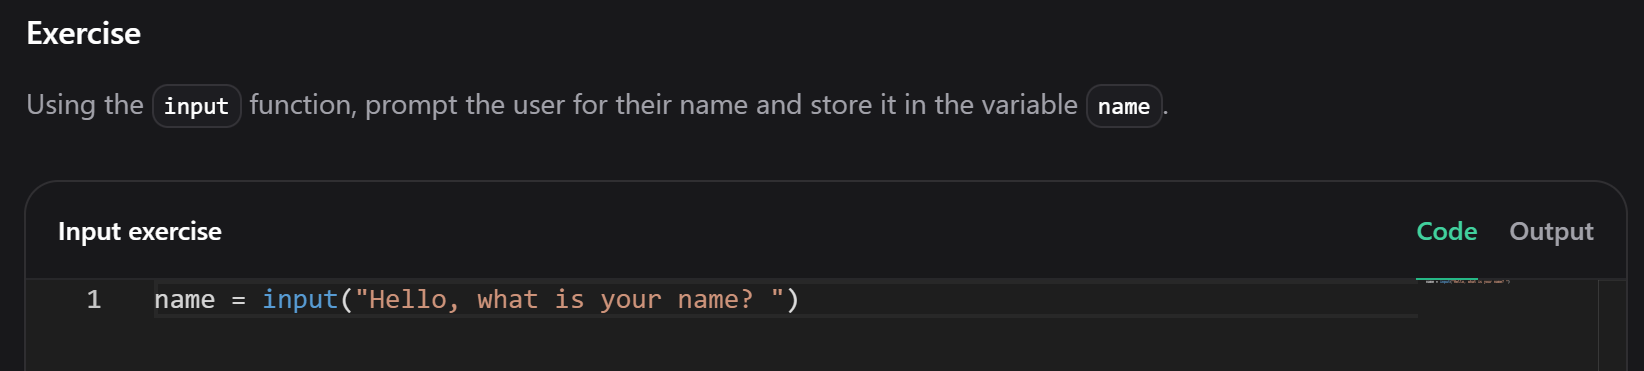 Exercise
Using the input function, prompt the user for their name and store it in the variable name.
Input exercise
Code Output
1 name = input("Hello, what is your name? ")